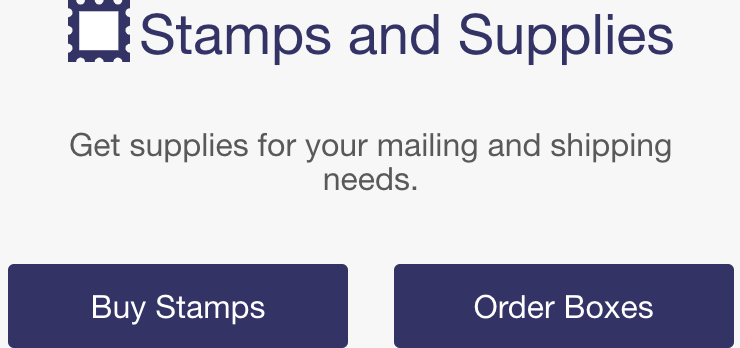 Stamps and Supplies
Get supplies for your mailing and shipping
needs.
Buy Stamps
Order Boxes